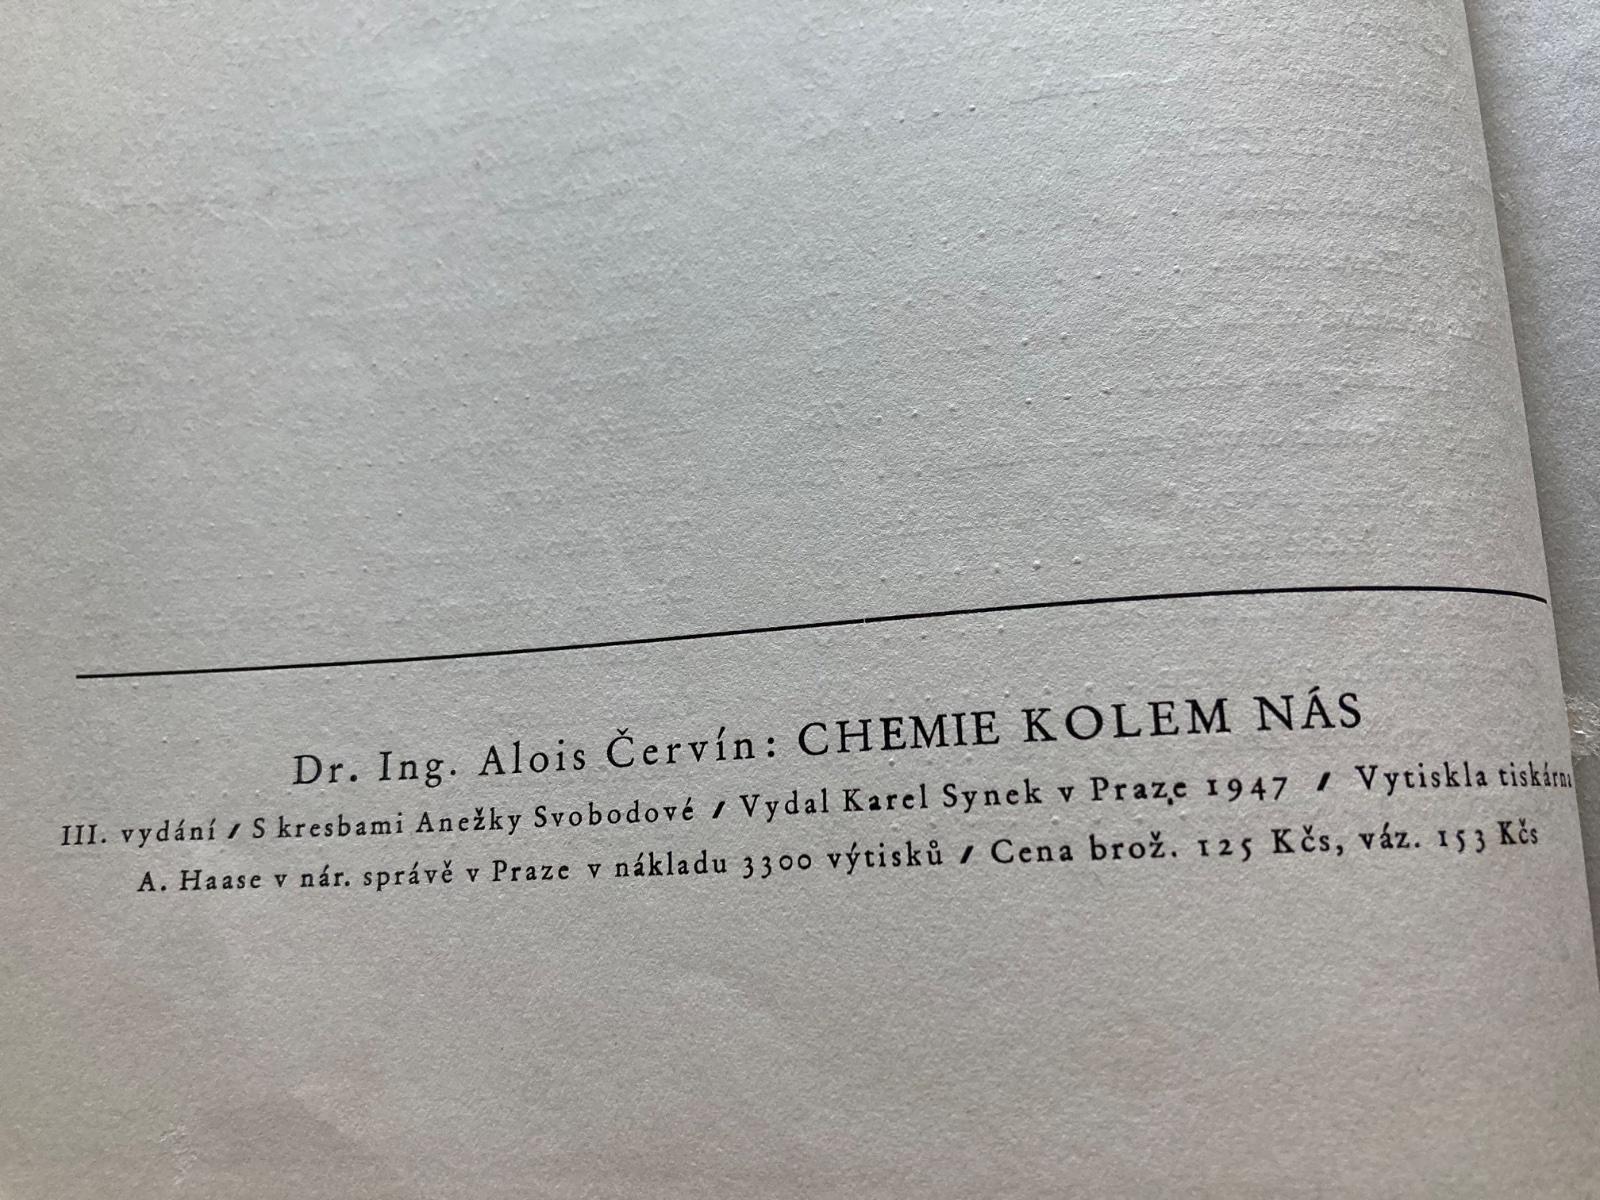 Dr. Ing. Alois Červín: CHEMIE KOLEM NÁS
III. vydání / S kresbami Anežky Svobodové / Vydal Karel Synek v Praze 1947 / Vytiskla tiskárna
A. Haase v nár. správě v Praze v nákladu 3300 výtisků / Cena brož. 125 Kčs, váz. 153 Kčs